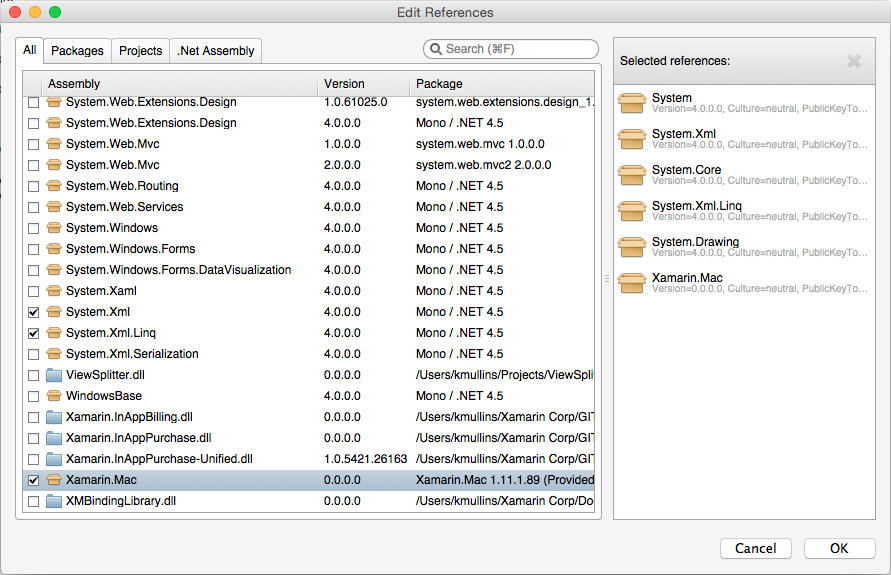 Edit References
All Packages Projects .Net Assembly Search (⌘F)
Assembly Version Package
System.Web.Extensions.Design 1.0.61025.0 system.web.extensions.design_1.
System.Web.Extensions.Design 4.0.0.0 Mono / .NET 4.5
System.Web.Mvc 1.0.0.0 system.web.mvc 1.0.0.0
System.Web.Mvc 2.0.0.0 system.web.mvc2 2.0.0.0
System.Web.Routing 4.0.0.0 Mono / .NET 4.5
System.Web.Services 4.0.0.0 Mono / .NET 4.5
System.Windows 4.0.0.0 Mono / .NET 4.5
System.Windows.Forms 4.0.0.0 Mono / .NET 4.5
System.Windows.Forms.DataVisualization 4.0.0.0 Mono / .NET 4.5
System.Xaml 4.0.0.0 Mono / .NET 4.5
System.Xml 4.0.0.0 Mono / .NET 4.5
System.Xml.Linq 4.0.0.0 Mono / .NET 4.5
System.Xml.Serialization 4.0.0.0 Mono / .NET 4.5
ViewSplitter.dll 0.0.0.0 /Users/kmullins/Projects/ViewSpli
WindowsBase 4.0.0.0 Mono / .NET 4.5
Xamarin.InAppBilling.dll 0.0.0.0 /Users/kmullins/Xamarin Corp/GIT
Xamarin.InAppPurchase.dll 0.0.0.0 /Users/kmullins/Xamarin Corp/GIT
Xamarin.InAppPurchase-Unified.dll 1.0.5421.26163 /Users/kmullins/Xamarin Corp/GIT
Xamarin.Mac 0.0.0.0 Xamarin.Mac 1.11.1.89 (Provided
XMBindingLibrary.dll 0.0.0.0 /Users/kmullins/Xamarin Corp/Do
Selected references:
System
Version=4.0.0.0, Culture=neutral, PublicKeyTo...
System.Xml
Version=4.0.0.0, Culture=neutral, PublicKeyTo...
System.Core
Version=4.0.0.0, Culture=neutral, PublicKeyTo...
System.Xml.Linq
Version=4.0.0.0, Culture=neutral, PublicKeyTo...
System.Drawing
Version=4.0.0.0, Culture=neutral, PublicKeyTo...
Xamarin.Mac
Version=0.0.0.0, Culture=neutral, PublicKeyTo...
Cancel OK